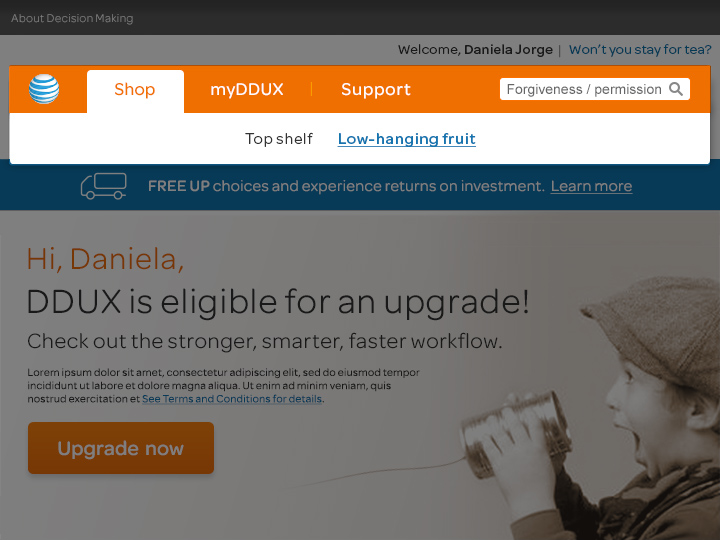 About Decision Making
Welcome, Daniela Jorge | Won't you stay for tea?
Shop myDDUX | Support Forgiveness / permission
Top shelf Low-hanging fruit
FREE UP choices and experience returns on investment. Learn more
Hi, Daniela,
DDUX is eligible for an upgrade!
Check out the stronger, smarter, faster workflow.
Lorem ipsum dolor sit amet, consectetur adipiscing elit, sed do eiusmod tempor
incididunt ut labore et dolore magna aliqua. Ut enim ad minim veniam, quis
nostrud exercitation et See Terms and Conditions for details.
Upgrade now